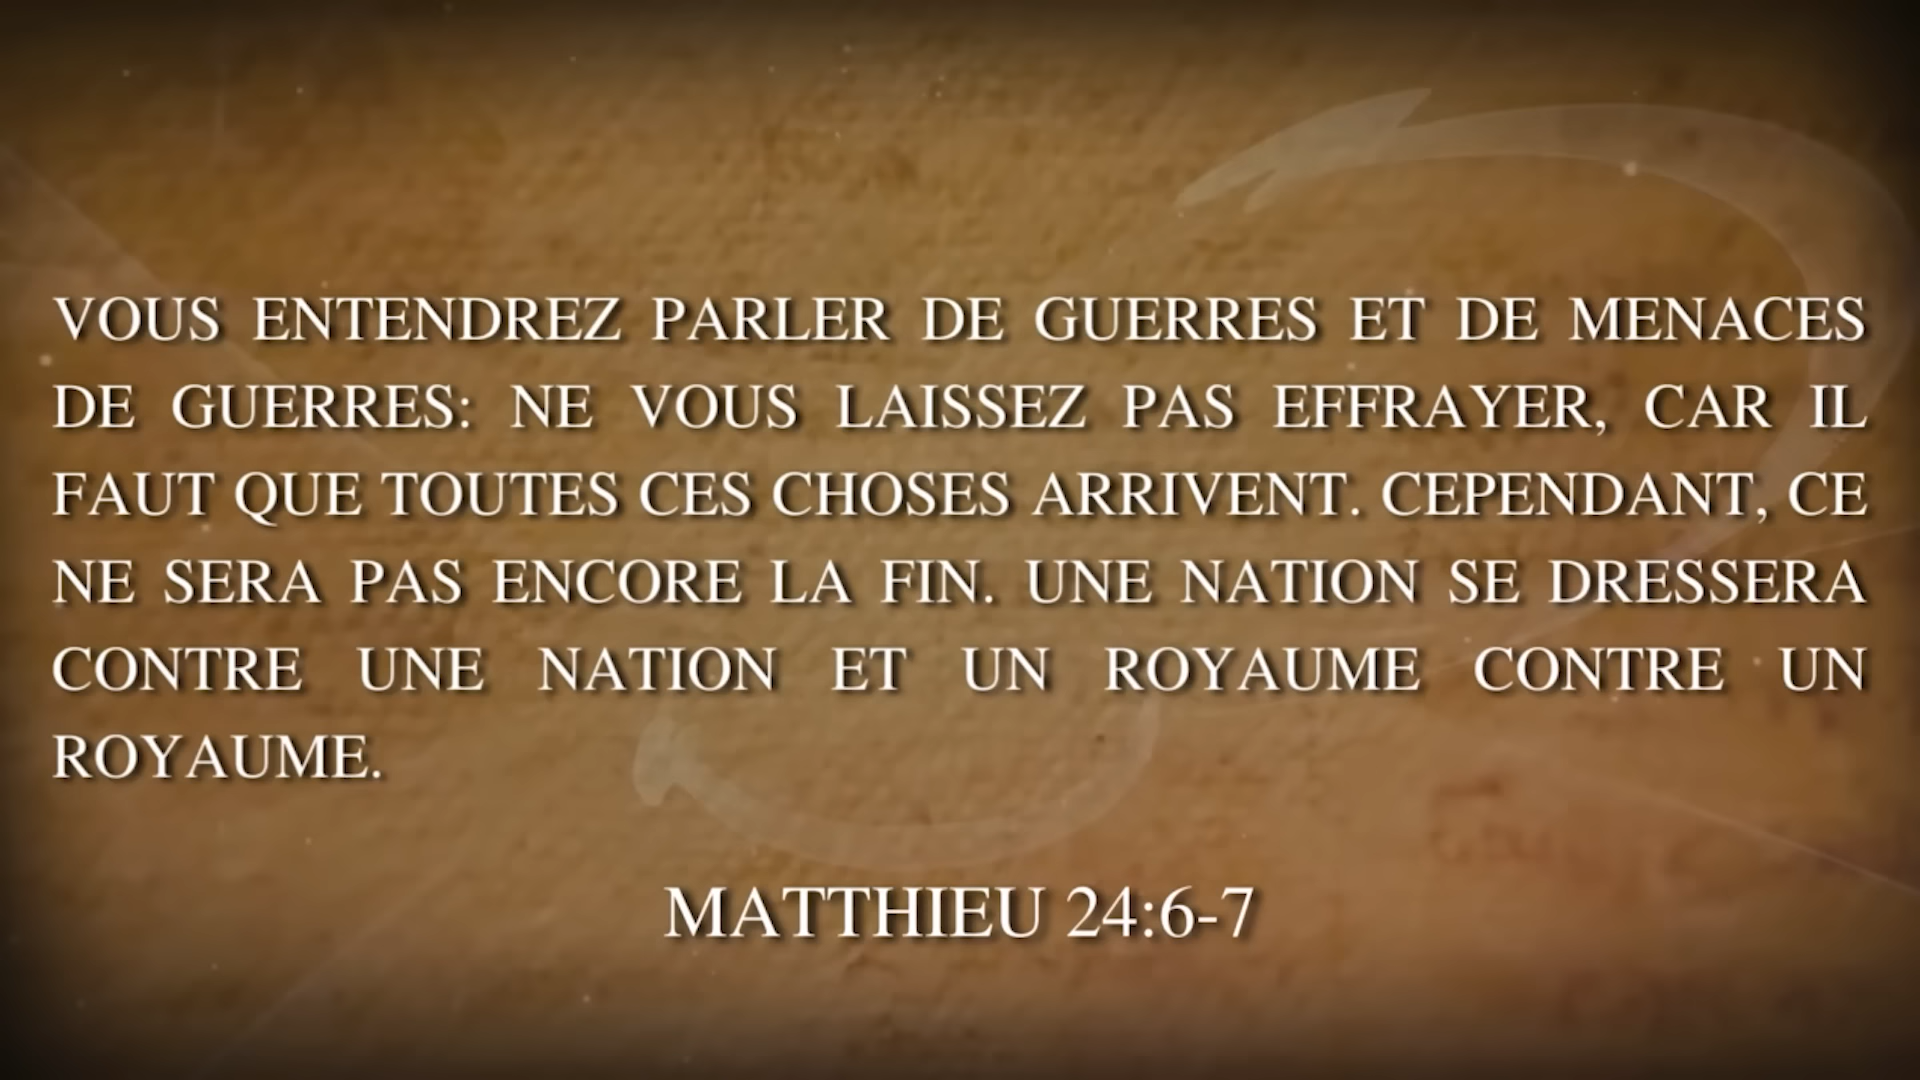 VOUS ENTENDREZ PARLER DE GUERRES ET DE MENACES
DE GUERRES: NE VOUS LAISSEZ PAS EFFRAYER, CAR IL
FAUT QUE TOUTES CES CHOSES ARRIVENT. CEPENDANT, CE
NE SERA PAS ENCORE LA FIN. UNE NATION SE DRESSERA
CONTRE UNE NATION ET UN ROYAUME CONTRE UN
ROYAUME.
MATTHIEU 24:6-7